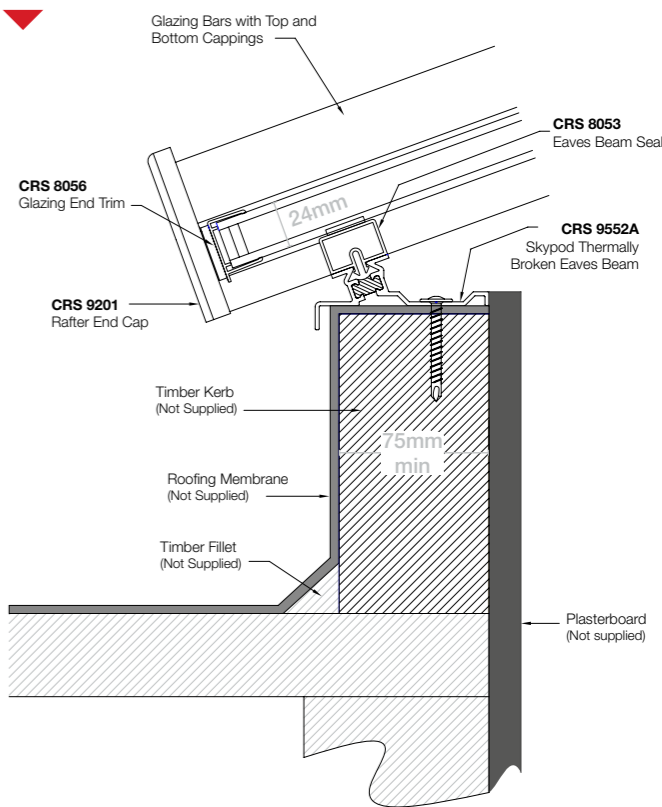 Glazing Bars with Top and
Bottom Cappings
CRS 8053
Eaves Beam Seal
CRS 8056
Glazing End Trim
24mm
CRS 9552A
Skypod Thermally
Broken Eaves Beam
CRS 9201
Rafter End Cap
Timber Kerb
(Not Supplied)
75mm
min
Roofing Membrane
(Not Supplied)
Timber Fillet
(Not Supplied)
Plasterboard
(Not supplied)